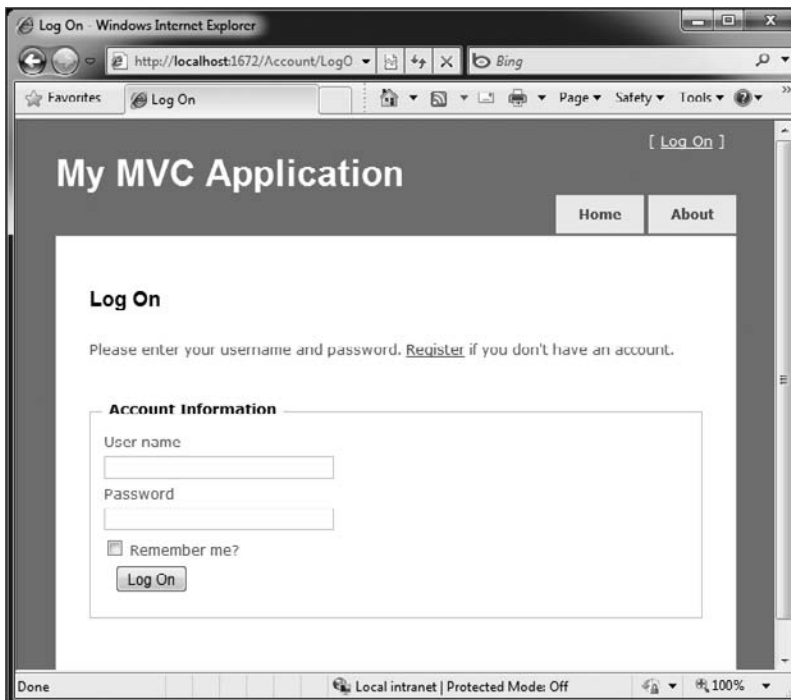 Log On - Windows Internet Explorer
http://localhost:1672/Account/LogO
Bing
Favorites
Log On
Page
Safety
Tools
»
[ Log On ]
My MVC Application
Home
About
Log On
Please enter your username and password. Register if you don't have an account.
Account Information
User name
Password
Remember me?
Log On
Done
Local intranet | Protected Mode: Off
100%